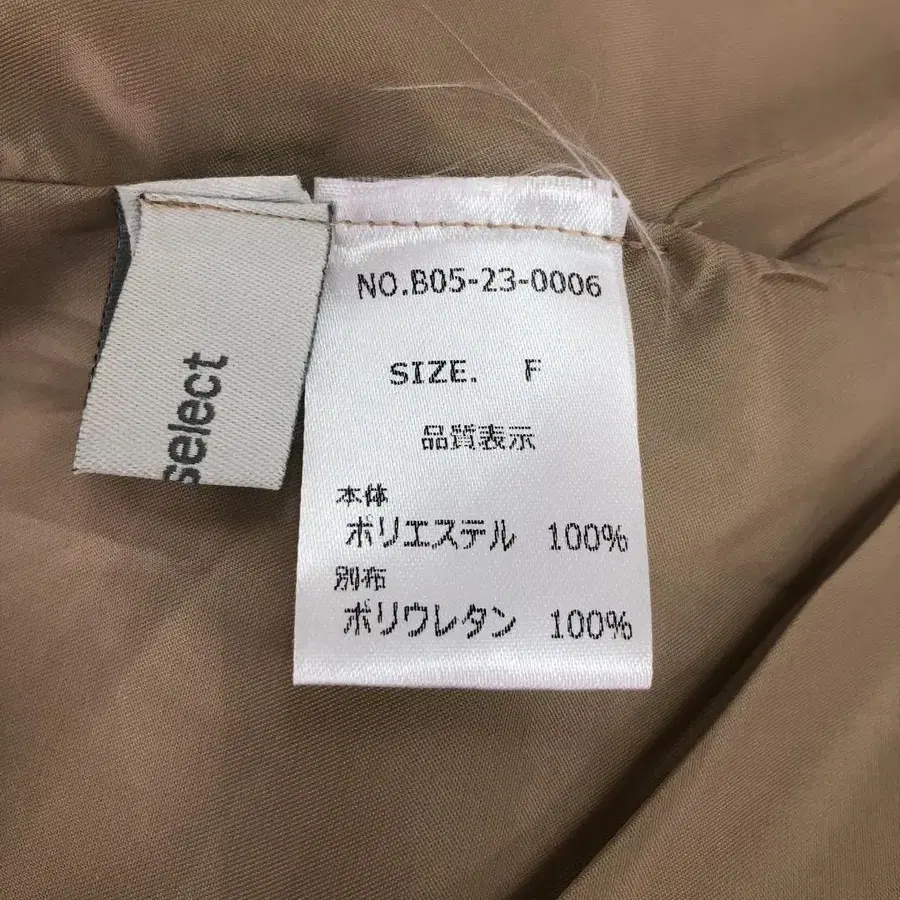 select
NO.B05-23-0006
SIZE. F
品質表示
本体
ポリエステル 100%
別布
ポリウレタン 100%